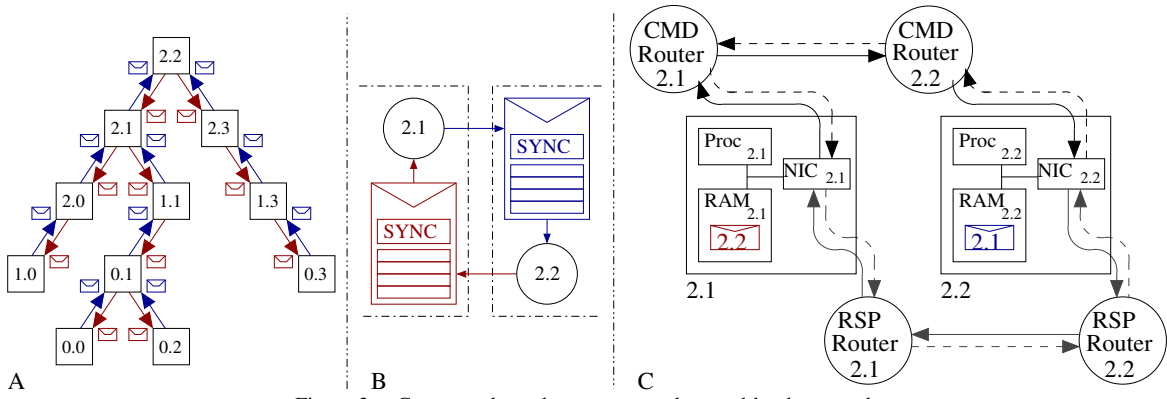 2.2
2.1
2.3
2.0
1.1
1.3
1.0
0.1
0.3
0.0
0.2
A
2.1
SYNC
SYNC
2.2
B
CMD
Router
2.1
CMD
Router
2.2
Proc 2.1
NIC 2.1
RAM 2.1
2.2
2.1
Proc 2.2
NIC 2.2
RAM 2.2
2.1
2.2
RSP
Router
2.1
RSP
Router
2.2
C